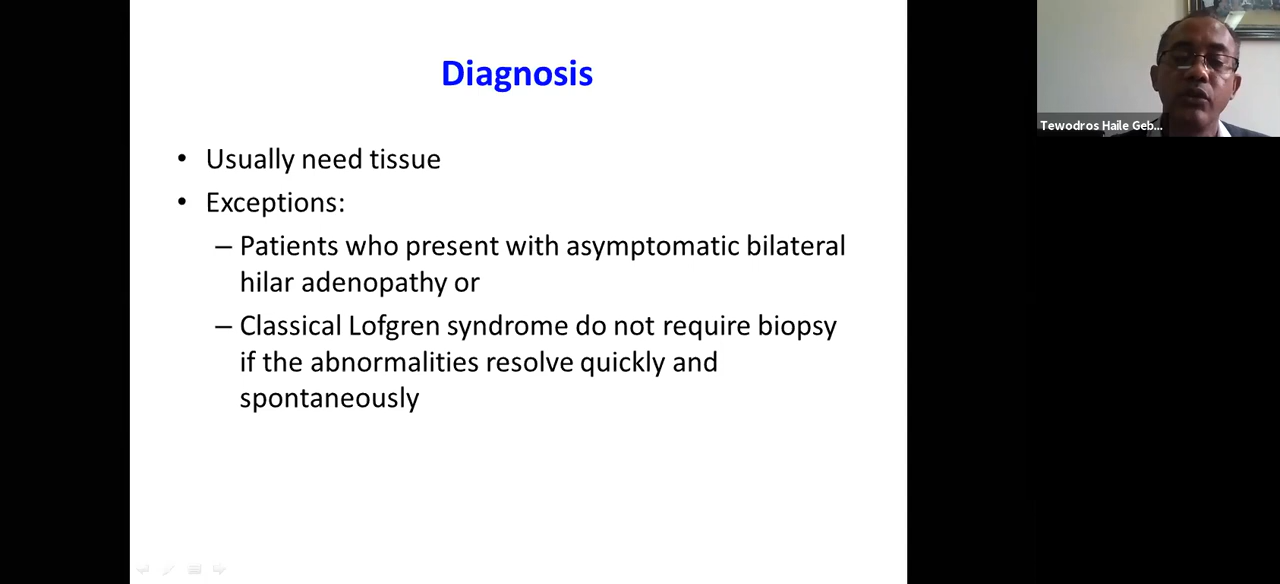 Diagnosis
• Usually need tissue
• Exceptions:
– Patients who present with asymptomatic bilateral
hilar adenopathy or
– Classical Lofgren syndrome do not require biopsy
if the abnormalities resolve quickly and
spontaneously
Tewodros Haile Geb...